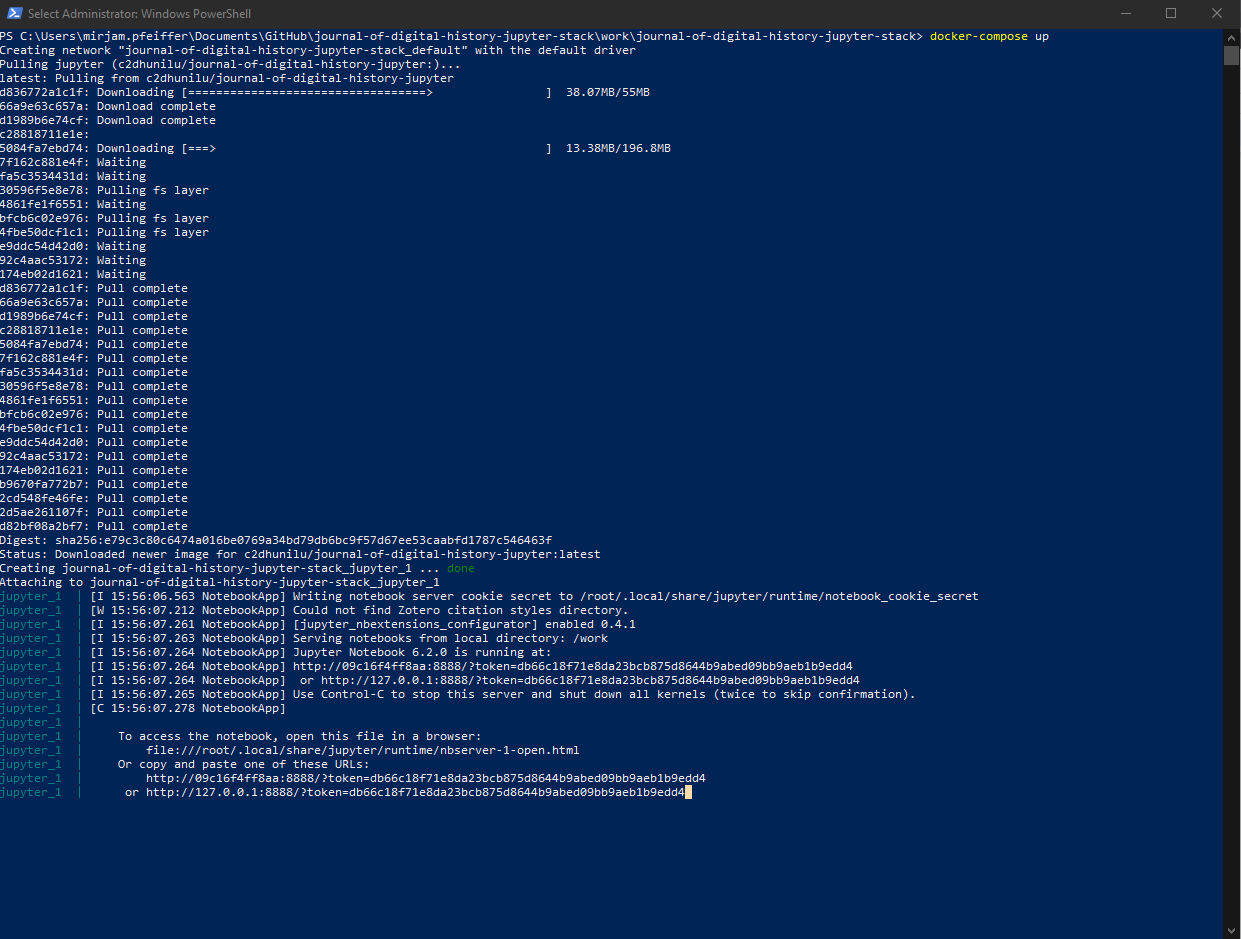 Select Administrator: Windows PowerShell
PS C:\Users\mirjam.pfeiffer\Documents\GitHub\journal-of-digital-history-jupyter-stack\work\journal-of-digital-history-jupyter-stack> docker-compose up
Creating network "journal-of-digital-history-jupyter-stack_default" with the default driver
Pulling jupyter (c2dhunilu/journal-of-digital-history-jupyter:)...
latest: Pulling from c2dhunilu/journal-of-digital-history-jupyter
d836772a1c1f: Downloading [==================================>                ]  38.07MB/55MB
66a9e63c657a: Download complete
d1989b6e74cf: Download complete
c28818711e1e:
5084fa7ebd74: Downloading [===>                                               ]  13.38MB/196.8MB
7f162c881e4f: Waiting
fa5c3534431d: Waiting
30596f5e8e78: Pulling fs layer
4861fe1f6551: Waiting
bfcb6c02e976: Pulling fs layer
4fbe50dcf1c1: Pulling fs layer
e9ddc54d42d0: Waiting
92c4aac53172: Waiting
174eb02d1621: Waiting
d836772a1c1f: Pull complete
66a9e63c657a: Pull complete
d1989b6e74cf: Pull complete
c28818711e1e: Pull complete
5084fa7ebd74: Pull complete
7f162c881e4f: Pull complete
fa5c3534431d: Pull complete
30596f5e8e78: Pull complete
4861fe1f6551: Pull complete
bfcb6c02e976: Pull complete
4fbe50dcf1c1: Pull complete
e9ddc54d42d0: Pull complete
92c4aac53172: Pull complete
174eb02d1621: Pull complete
b9670fa772b7: Pull complete
2cd548fe46fe: Pull complete
2d5ae261107f: Pull complete
d82bf08a2bf7: Pull complete
Digest: sha256:e79c3c80c6474a016be0769a34bd79db6bc9f57d67ee53caabfd1787c546463f
Status: Downloaded newer image for c2dhunilu/journal-of-digital-history-jupyter:latest
Creating journal-of-digital-history-jupyter-stack_jupyter_1 ... done
Attaching to journal-of-digital-history-jupyter-stack_jupyter_1
jupyter_1  | [I 15:56:06.563 NotebookApp] Writing notebook server cookie secret to /root/.local/share/jupyter/runtime/notebook_cookie_secret
jupyter_1  | [W 15:56:07.212 NotebookApp] Could not find Zotero citation styles directory.
jupyter_1  | [I 15:56:07.261 NotebookApp] [jupyter_nbextensions_configurator] enabled 0.4.1
jupyter_1  | [I 15:56:07.263 NotebookApp] Serving notebooks from local directory: /work
jupyter_1  | [I 15:56:07.264 NotebookApp] Jupyter Notebook 6.2.0 is running at:
jupyter_1  | [I 15:56:07.264 NotebookApp] http://09c16f4ff8aa:8888/?token=db66c18f71e8da23bcb875d8644b9abed09bb9aeb1b9edd4
jupyter_1  | [I 15:56:07.264 NotebookApp]  or http://127.0.0.1:8888/?token=db66c18f71e8da23bcb875d8644b9abed09bb9aeb1b9edd4
jupyter_1  | [I 15:56:07.265 NotebookApp] Use Control-C to stop this server and shut down all kernels (twice to skip confirmation).
jupyter_1  | [C 15:56:07.278 NotebookApp]
jupyter_1  |
jupyter_1  |     To access the notebook, open this file in a browser:
jupyter_1  |         file:///root/.local/share/jupyter/runtime/nbserver-1-open.html
jupyter_1  |     Or copy and paste one of these URLs:
jupyter_1  |         http://09c16f4ff8aa:8888/?token=db66c18f71e8da23bcb875d8644b9abed09bb9aeb1b9edd4
jupyter_1  |      or http://127.0.0.1:8888/?token=db66c18f71e8da23bcb875d8644b9abed09bb9aeb1b9edd4